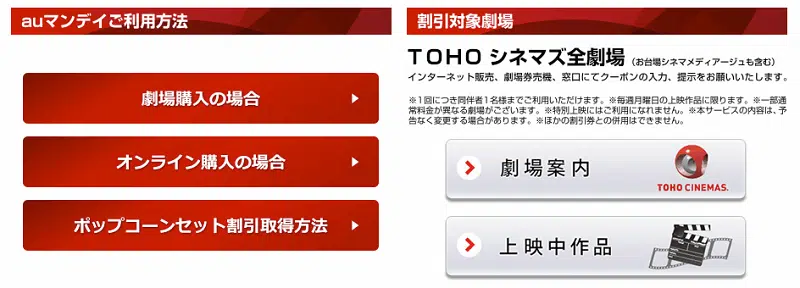 auマンデイご利用方法
劇場購入の場合
オンライン購入の場合
ポップコーンセット割引取得方法
割引対象劇場
TOHO シネマズ全劇場（お台場シネマメディアージュも含む）
インターネット販売、劇場券売機、窓口にてクーポンの入力、提示をお願いいたします。
※1回につき同伴者1名様までご利用いただけます。※毎週月曜日の上映作品に限ります。※一部通
常料金が異なる劇場がございます。※特別上映にはご利用になれません。※本サービスの内容は、予
告なく変更する場合があります。※ほかの割引券との併用はできません。
劇場案内
TOHO CINEMAS.
上映中作品